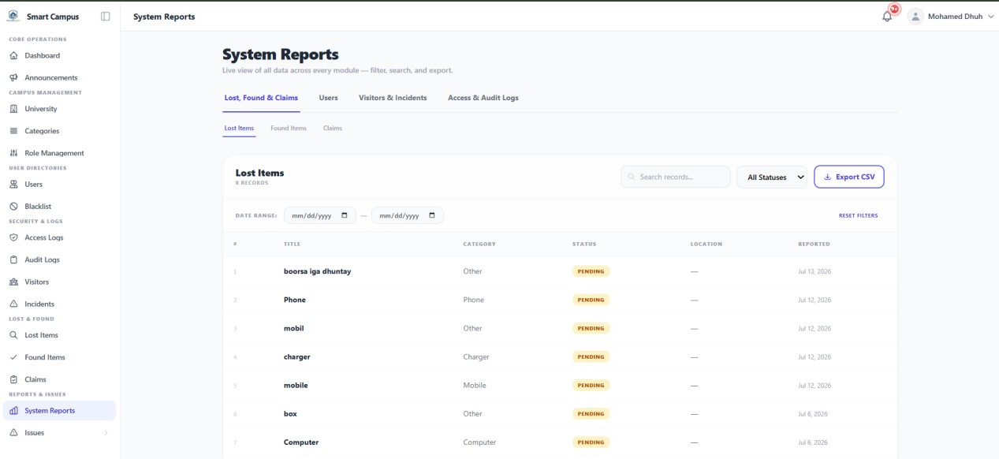 Smart Campus
System Reports
9+
Mohamed Dhuh
CORE OPERATIONS
Dashboard
Announcements
CAMPUS MANAGEMENT
University
Categories
Role Management
USER DIRECTORIES
Users
Blacklist
SECURITY & LOGS
Access Logs
Audit Logs
Visitors
Incidents
LOST & FOUND
Lost Items
Found Items
Claims
REPORTS & ISSUES
System Reports
Issues
System Reports
Live view of all data across every module — filter, search, and export.
Lost, Found & Claims Users Visitors & Incidents Access & Audit Logs
Lost Items Found Items Claims
Lost Items
8 RECORDS
Search records...
All Statuses
Export CSV
DATE RANGE: mm/dd/yyyy — mm/dd/yyyy RESET FILTERS
# TITLE CATEGORY STATUS LOCATION REPORTED
1 boorsa iga dhuntay Other PENDING — Jul 13, 2026
2 Phone Phone PENDING — Jul 12, 2026
3 mobil Other PENDING — Jul 12, 2026
4 charger Charger PENDING — Jul 12, 2026
5 mobile Mobile PENDING — Jul 12, 2026
6 box Other PENDING — Jul 6, 2026
7 Computer Computer PENDING — Jul 6, 2026